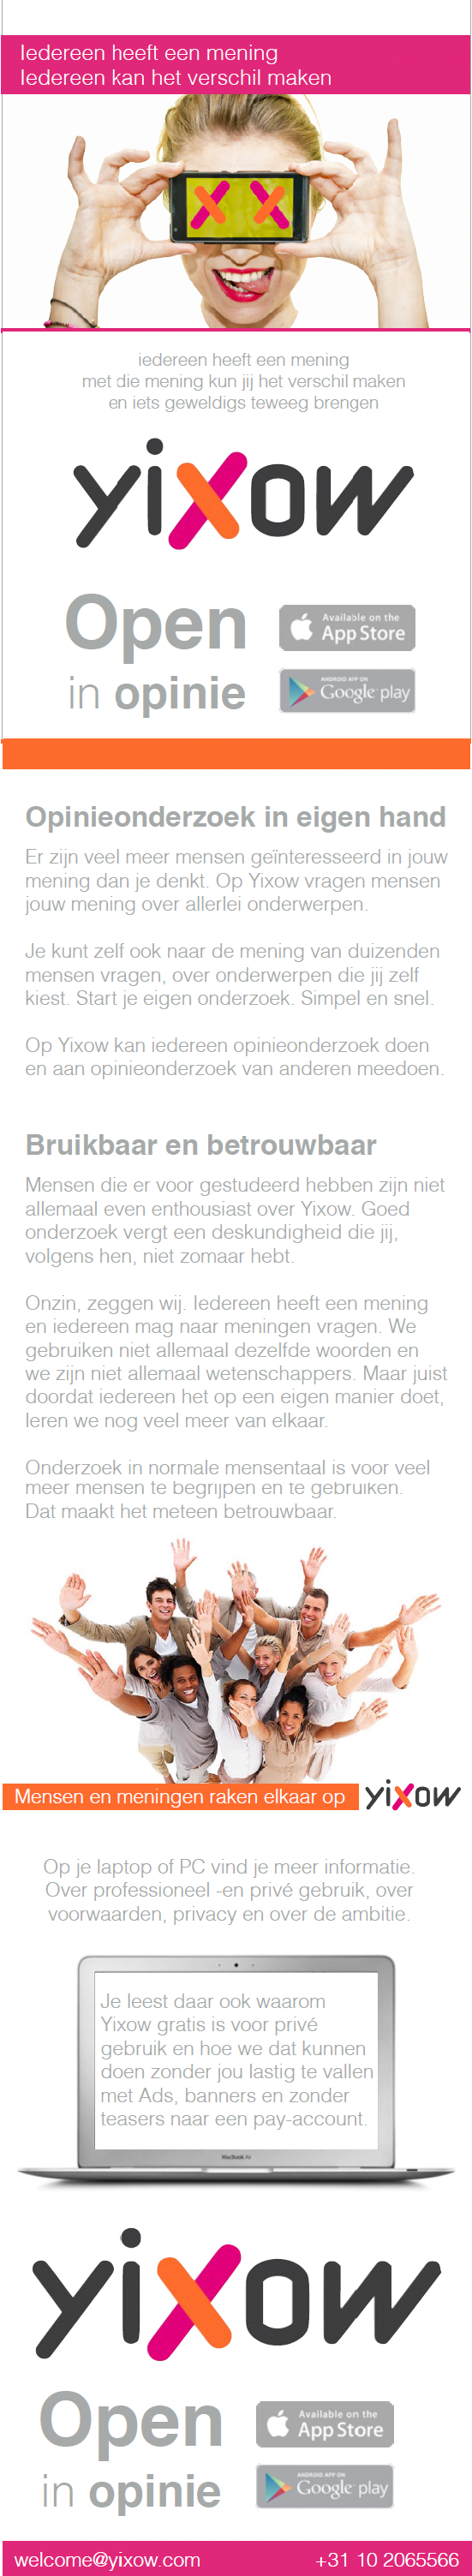 Iedereen heeft een mening
Iedereen kan het verschil maken
iedereen heeft een mening
met die mening kun jij het verschil maken
en iets geweldigs teweeg brengen
yixow
Open
in opinie
Available on the
App Store
ANDROID APP ON
Google play
Opinieonderzoek in eigen hand
Er zijn veel meer mensen geïnteresseerd in jouw
mening dan je denkt. Op Yixow vragen mensen
jouw mening over allerlei onderwerpen.
Je kunt zelf ook naar de mening van duizenden
mensen vragen, over onderwerpen die jij zelf
kiest. Start je eigen onderzoek. Simpel en snel.
Op Yixow kan iedereen opinieonderzoek doen
en aan opinieonderzoek van anderen meedoen.
Bruikbaar en betrouwbaar
Mensen die er voor gestudeerd hebben zijn niet
allemaal even enthousiast over Yixow. Goed
onderzoek vergt een deskundigheid die jij,
volgens hen, niet zomaar hebt.
Onzin, zeggen wij. Iedereen heeft een mening
en iedereen mag naar meningen vragen. We
gebruiken niet allemaal dezelfde woorden en
we zijn niet allemaal wetenschappers. Maar juist
doordat iedereen het op een eigen manier doet,
leren we nog veel meer van elkaar.
Onderzoek in normale mensentaal is voor veel
meer mensen te begrijpen en te gebruiken.
Dat maakt het meteen betrouwbaar.
Mensen en meningen raken elkaar op yixow
Op je laptop of PC vind je meer informatie.
Over professioneel -en privé gebruik, over
voorwaarden, privacy en over de ambitie.
Je leest daar ook waarom
Yixow gratis is voor privé
gebruik en hoe we dat kunnen
doen zonder jou lastig te vallen
met Ads, banners en zonder
teasers naar een pay-account.
MacBook Air
yixow
Open
in opinie
Available on the
App Store
ANDROID APP ON
Google play
welcome@yixow.com +31 10 2065566